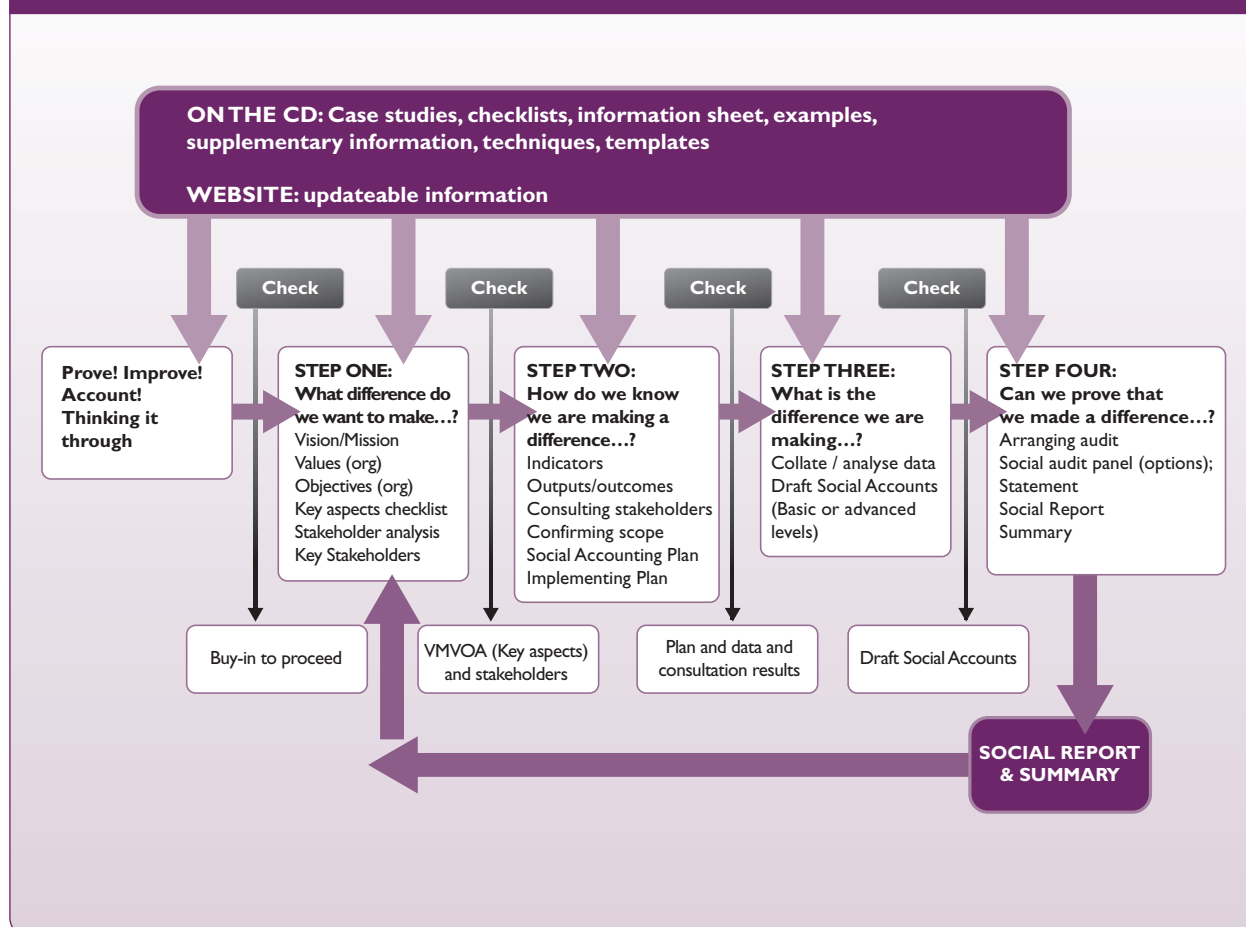 ON THE CD: Case studies, checklists, information sheet, examples,
supplementary information, techniques, templates
WEBSITE: updateable information
Check
Check
Check
Check
Prove! Improve!
Account!
Thinking it
through
STEP ONE:
What difference do
we want to make…?
Vision/Mission
Values (org)
Objectives (org)
Key aspects checklist
Stakeholder analysis
Key Stakeholders
STEP TWO:
How do we know
we are making a
difference…?
Indicators
Outputs/outcomes
Consulting stakeholders
Confirming scope
Social Accounting Plan
Implementing Plan
STEP THREE:
What is the
difference we are
making…?
Collate / analyse data
Draft Social Accounts
(Basic or advanced
levels)
STEP FOUR:
Can we prove that
we made a difference…?
Arranging audit
Social audit panel (options);
Statement
Social Report
Summary
Buy-in to proceed
VMVOA (Key aspects)
and stakeholders
Plan and data and
consultation results
Draft Social Accounts
SOCIAL REPORT
& SUMMARY